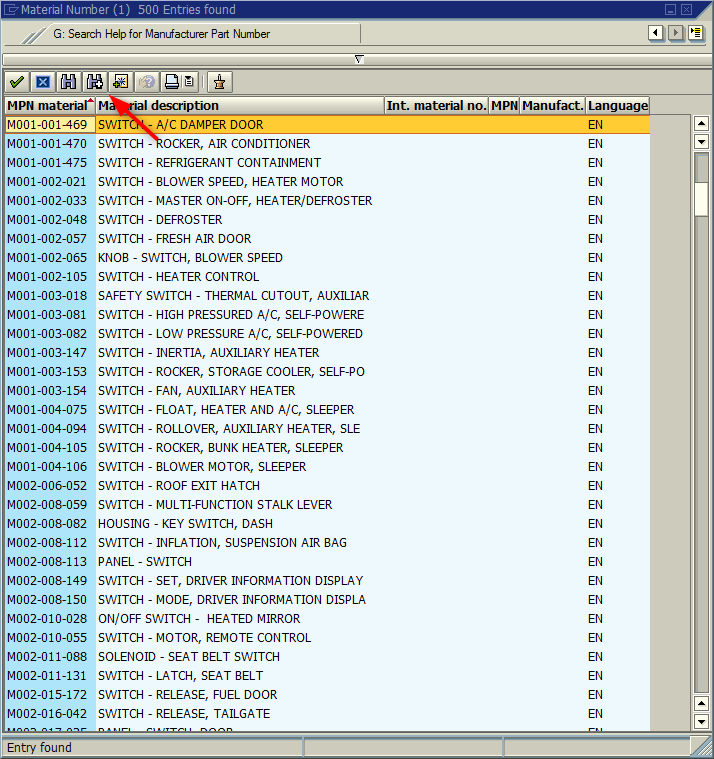 Material Number (1)  500 Entries found
G: Search Help for Manufacturer Part Number
MPN material Material description Int. material no. MPN Manufact. Language
M001-001-469 SWITCH - A/C DAMPER DOOR EN
M001-001-470 SWITCH - ROCKER, AIR CONDITIONER EN
M001-001-475 SWITCH - REFRIGERANT CONTAINMENT EN
M001-002-021 SWITCH - BLOWER SPEED, HEATER MOTOR EN
M001-002-033 SWITCH - MASTER ON-OFF, HEATER/DEFROSTER EN
M001-002-048 SWITCH - DEFROSTER EN
M001-002-057 SWITCH - FRESH AIR DOOR EN
M001-002-065 KNOB - SWITCH, BLOWER SPEED EN
M001-002-105 SWITCH - HEATER CONTROL EN
M001-003-018 SAFETY SWITCH - THERMAL CUTOUT, AUXILIAR EN
M001-003-081 SWITCH - HIGH PRESSURED A/C, SELF-POWERE EN
M001-003-082 SWITCH - LOW PRESSURE A/C, SELF-POWERED EN
M001-003-147 SWITCH - INERTIA, AUXILIARY HEATER EN
M001-003-153 SWITCH - ROCKER, STORAGE COOLER, SELF-PO EN
M001-003-154 SWITCH - FAN, AUXILIARY HEATER EN
M001-004-075 SWITCH - FLOAT, HEATER AND A/C, SLEEPER EN
M001-004-094 SWITCH - ROLLOVER, AUXILIARY HEATER, SLE EN
M001-004-105 SWITCH - ROCKER, BUNK HEATER, SLEEPER EN
M001-004-106 SWITCH - BLOWER MOTOR, SLEEPER EN
M002-006-052 SWITCH - ROOF EXIT HATCH EN
M002-008-059 SWITCH - MULTI-FUNCTION STALK LEVER EN
M002-008-082 HOUSING - KEY SWITCH, DASH EN
M002-008-112 SWITCH - INFLATION, SUSPENSION AIR BAG EN
M002-008-113 PANEL - SWITCH EN
M002-008-149 SWITCH - SET, DRIVER INFORMATION DISPLAY EN
M002-008-150 SWITCH - MODE, DRIVER INFORMATION DISPLA EN
M002-010-028 ON/OFF SWITCH -  HEATED MIRROR EN
M002-010-055 SWITCH - MOTOR, REMOTE CONTROL EN
M002-011-088 SOLENOID - SEAT BELT SWITCH EN
M002-011-131 SWITCH - LATCH, SEAT BELT EN
M002-015-172 SWITCH - RELEASE, FUEL DOOR EN
M002-016-042 SWITCH - RELEASE, TAILGATE EN
PANEL - SWITCH, DOOR EN
Entry found